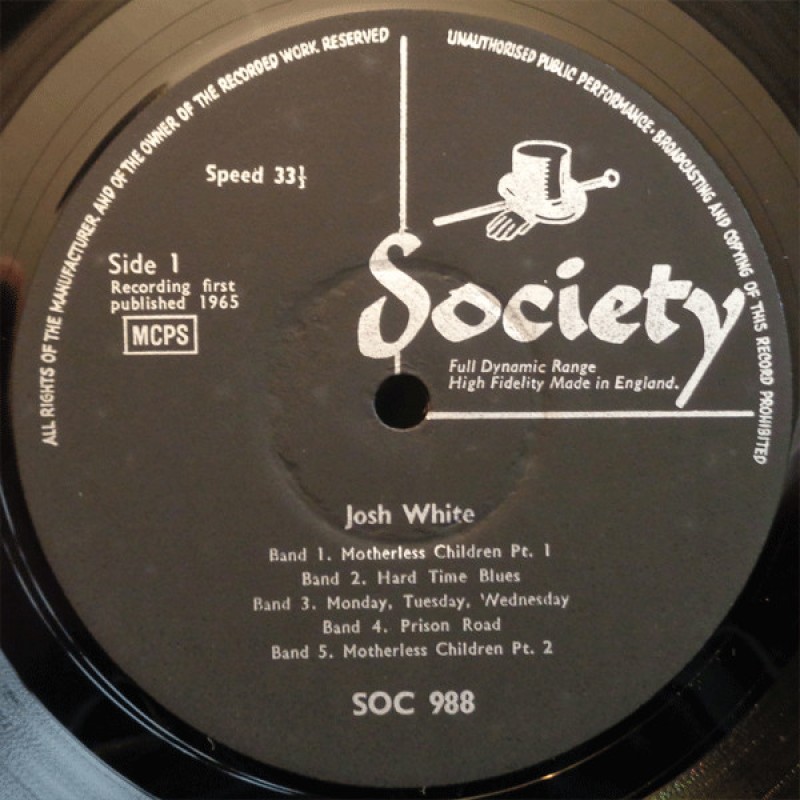 ALL RIGHTS OF THE MANUFACTURER AND OF THE OWNER OF THE RECORDED WORK RESERVED
UNAUTHORISED PUBLIC PERFORMANCE · BROADCASTING AND COPYING OF THIS RECORD PROHIBITED
Speed 33⅓
Side 1
Recording first
published 1965
MCPS
Society
Full Dynamic Range
High Fidelity Made in England.
Josh White
Band 1. Motherless Children Pt. 1
Band 2. Hard Time Blues
Band 3. Monday, Tuesday, Wednesday
Band 4. Prison Road
Band 5. Motherless Children Pt. 2
SOC 988